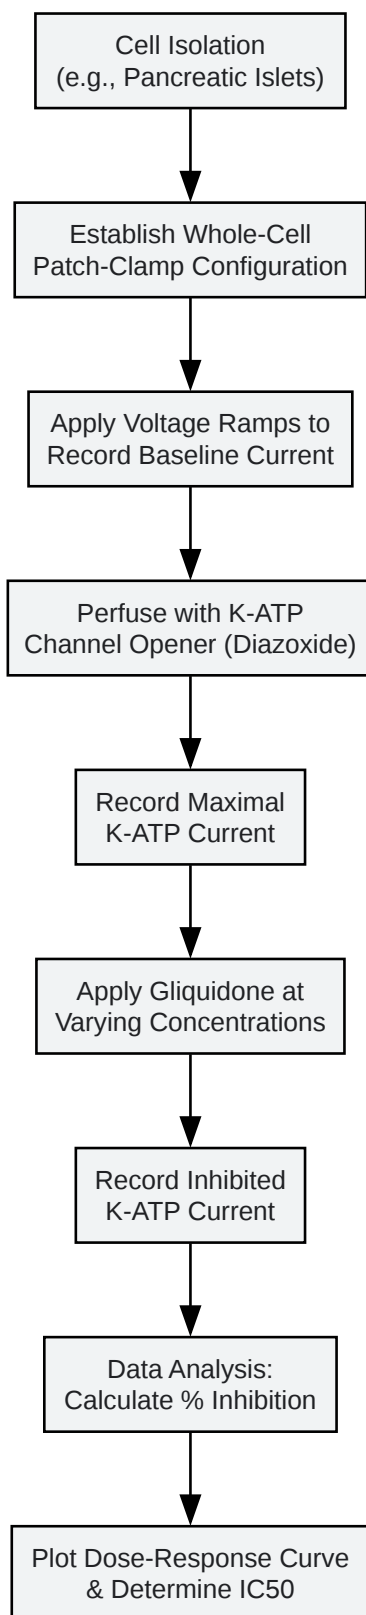 Cell Isolation
(e.g., Pancreatic Islets)
Establish Whole-Cell
Patch-Clamp Configuration
Apply Voltage Ramps to
Record Baseline Current
Perfuse with K-ATP
Channel Opener (Diazoxide)
Record Maximal
K-ATP Current
Apply Gliquidone at
Varying Concentrations
Record Inhibited
K-ATP Current
Data Analysis:
Calculate % Inhibition
Plot Dose-Response Curve
& Determine IC50